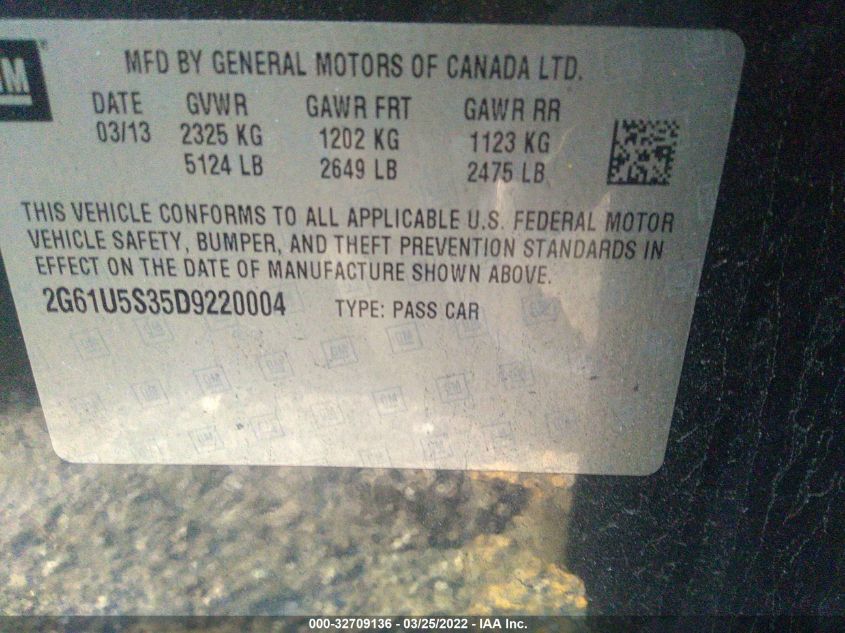 GM
MFD BY GENERAL MOTORS OF CANADA LTD.
DATE GVWR GAWR FRT GAWR RR
03/13 2325 KG 1202 KG 1123 KG
5124 LB 2649 LB 2475 LB
THIS VEHICLE CONFORMS TO ALL APPLICABLE U.S. FEDERAL MOTOR
VEHICLE SAFETY, BUMPER, AND THEFT PREVENTION STANDARDS IN
EFFECT ON THE DATE OF MANUFACTURE SHOWN ABOVE.
2G61U5S35D9220004 TYPE: PASS CAR
000-32709136 - 03/25/2022 - IAA Inc.